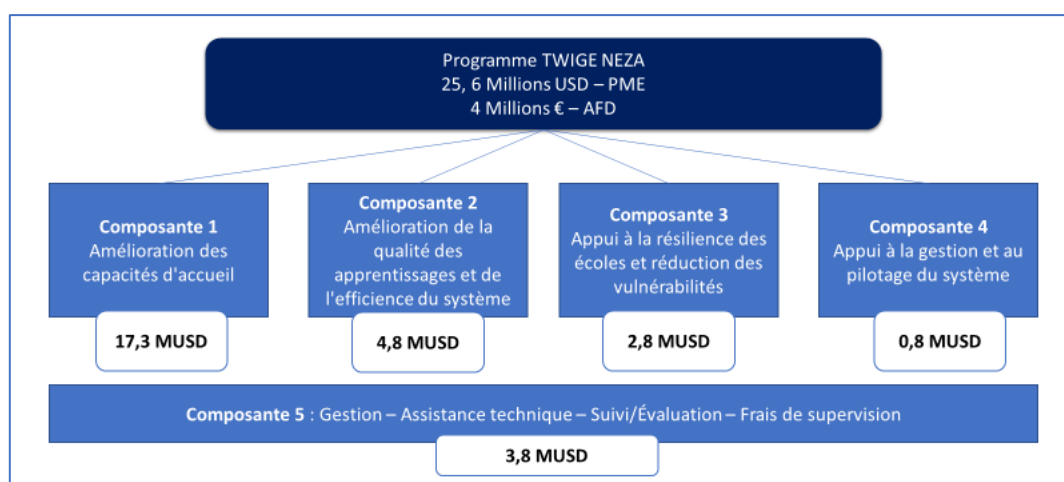 Programme TWIGE NEZA
25, 6 Millions USD – PME
4 Millions € – AFD
Composante 1
Amélioration des
capacités d'accueil
17,3 MUSD
Composante 2
Amélioration de la
qualité des
apprentissages et de
l'efficience du système
4,8 MUSD
Composante 3
Appui à la résilience des
écoles et réduction des
vulnérabilités
2,8 MUSD
Composante 4
Appui à la gestion et au
pilotage du système
0,8 MUSD
Composante 5 : Gestion – Assistance technique – Suivi/Évaluation – Frais de supervision
3,8 MUSD